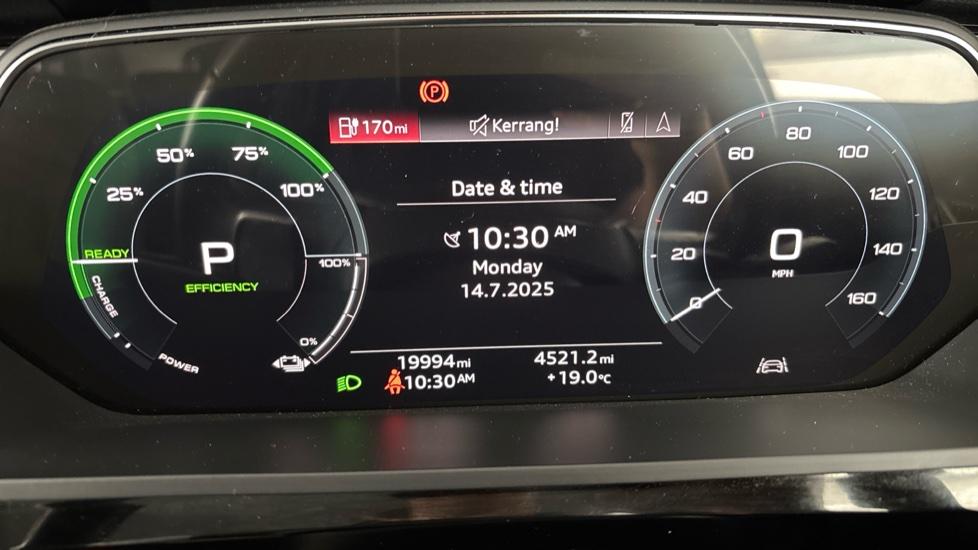 (P)
170mi Kerrang!
Date & time
10:30 AM
Monday
14.7.2025
19994mi 4521.2mi
10:30AM +19.0°C
25% 50% 75% 100%
READY
P
EFFICIENCY
CHARGE
POWER
100%
0%
0 20 40 60 80 100 120 140 160
0
MPH